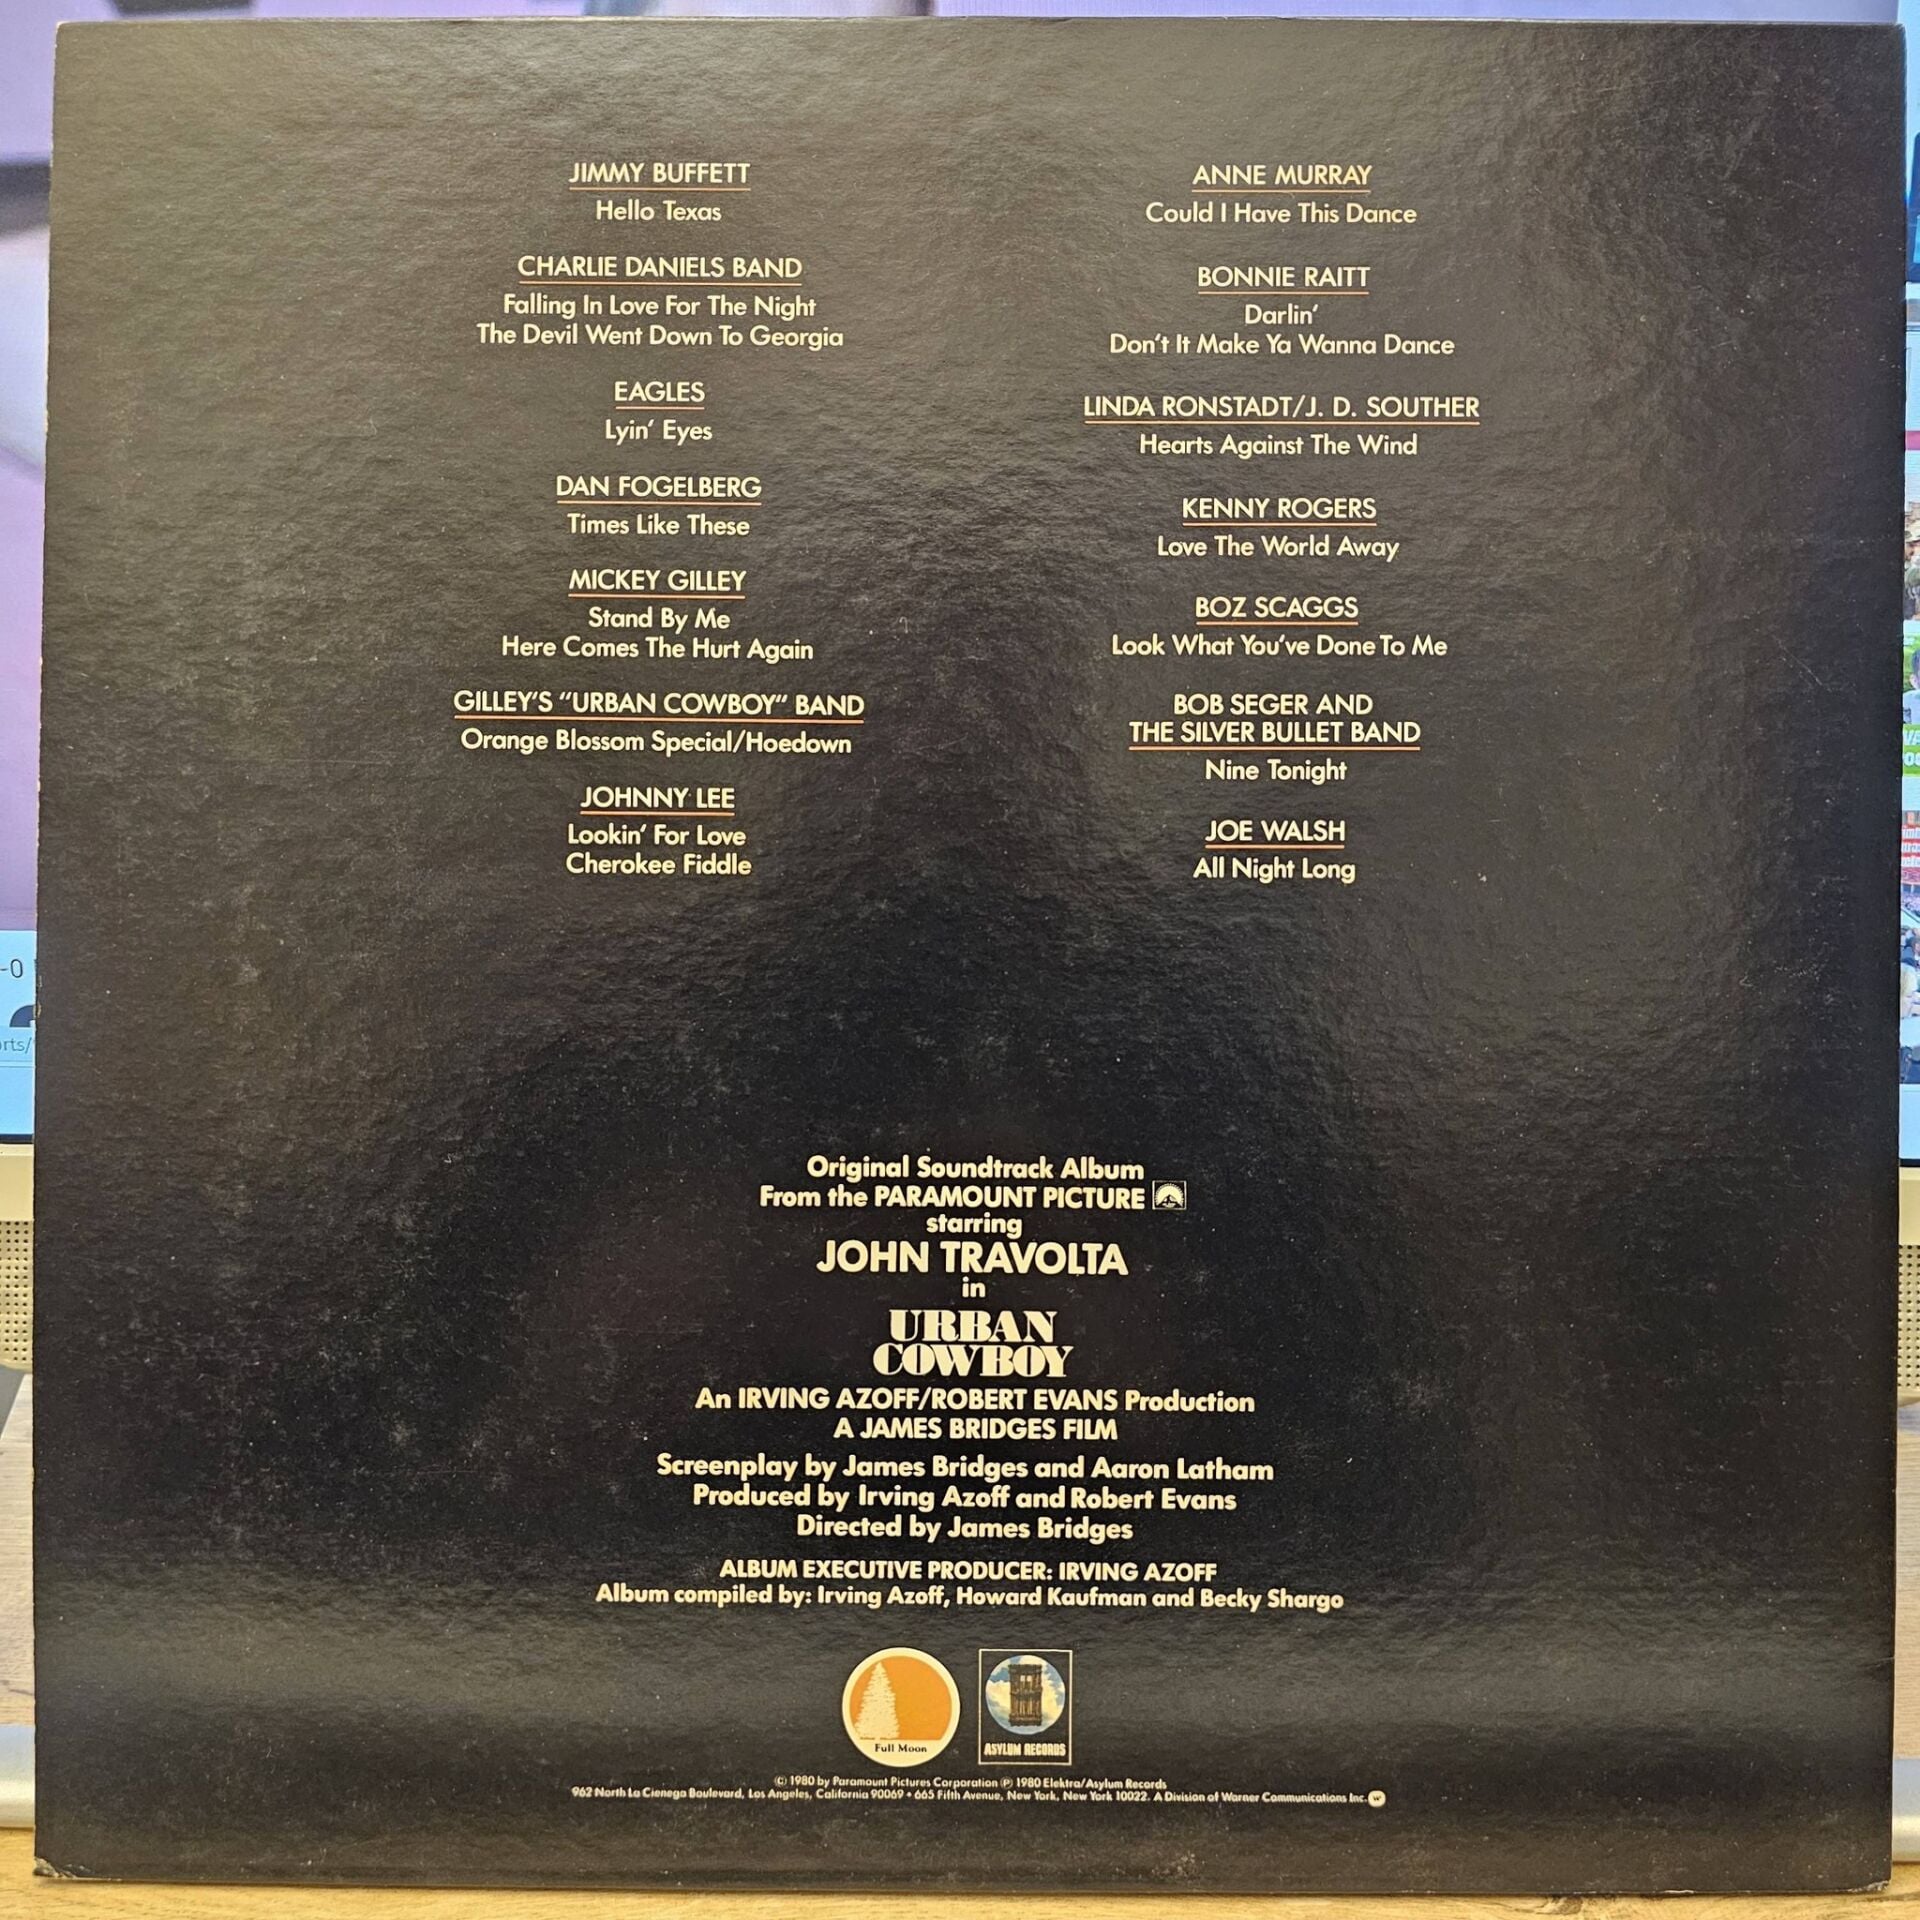 JIMMY BUFFETT
Hello Texas
CHARLIE DANIELS BAND
Falling In Love For The Night
The Devil Went Down To Georgia
EAGLES
Lyin' Eyes
DAN FOGELBERG
Times Like These
MICKEY GILLEY
Stand By Me
Here Comes The Hurt Again
GILLEY'S "URBAN COWBOY" BAND
Orange Blossom Special/Hoedown
JOHNNY LEE
Lookin' For Love
Cherokee Fiddle
ANNE MURRAY
Could I Have This Dance
BONNIE RAITT
Darlin'
Don't It Make Ya Wanna Dance
LINDA RONSTADT/J. D. SOUTHER
Hearts Against The Wind
KENNY ROGERS
Love The World Away
BOZ SCAGGS
Look What You've Done To Me
BOB SEGER AND
THE SILVER BULLET BAND
Nine Tonight
JOE WALSH
All Night Long
Original Soundtrack Album
From the PARAMOUNT PICTURE
starring
JOHN TRAVOLTA
in
URBAN
COWBOY
An IRVING AZOFF/ROBERT EVANS Production
A JAMES BRIDGES FILM
Screenplay by James Bridges and Aaron Latham
Produced by Irving Azoff and Robert Evans
Directed by James Bridges
ALBUM EXECUTIVE PRODUCER: IRVING AZOFF
Album compiled by: Irving Azoff, Howard Kaufman and Becky Shargo
Full Moon
ASYLUM RECORDS
© 1980 by Paramount Pictures Corporation ℗ 1980 Elektra/Asylum Records
962 North La Cienega Boulevard, Los Angeles, California 90069 • 665 Fifth Avenue, New York, New York 10022. A Division of Warner Communications Inc.
-0